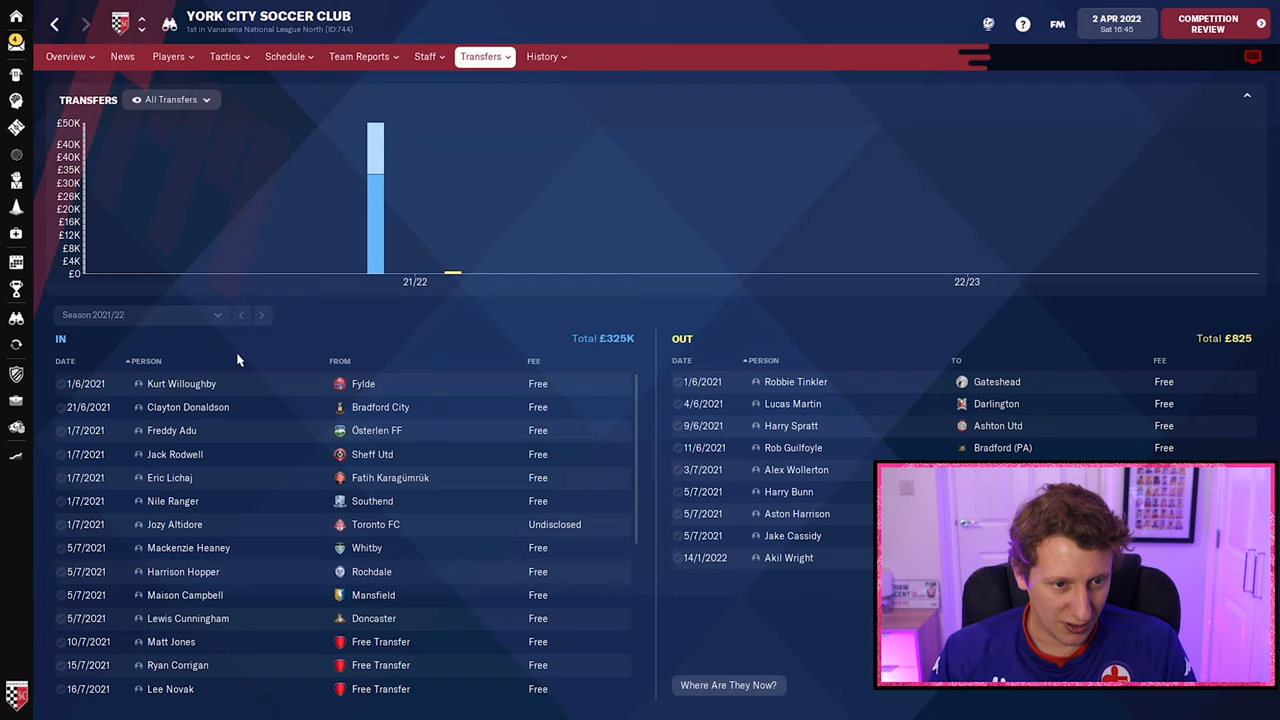 YORK CITY SOCCER CLUB
1st in Vanarama National League North (ID:744)
4
FM
2 APR 2022
Sat 16:45
COMPETITION
REVIEW
Overview News Players Tactics Schedule Team Reports Staff Transfers History
TRANSFERS All Transfers
£50K
£40K
£40K
£35K
£30K
£26K
£20K
£16K
£12K
£8K
£4K
£0
21/22 22/23
Season 2021/22
IN Total £325K
DATE PERSON FROM FEE
1/6/2021 Kurt Willoughby Fylde Free
21/6/2021 Clayton Donaldson Bradford City Free
1/7/2021 Freddy Adu Österlen FF Free
1/7/2021 Jack Rodwell Sheff Utd Free
1/7/2021 Eric Lichaj Fatih Karagümrük Free
1/7/2021 Nile Ranger Southend Free
1/7/2021 Jozy Altidore Toronto FC Undisclosed
5/7/2021 Mackenzie Heaney Whitby Free
5/7/2021 Harrison Hopper Rochdale Free
5/7/2021 Maison Campbell Mansfield Free
5/7/2021 Lewis Cunningham Doncaster Free
10/7/2021 Matt Jones Free Transfer Free
15/7/2021 Ryan Corrigan Free Transfer Free
16/7/2021 Lee Novak Free Transfer Free
OUT Total £825
DATE PERSON TO FEE
1/6/2021 Robbie Tinkler Gateshead Free
4/6/2021 Lucas Martin Darlington Free
9/6/2021 Harry Spratt Ashton Utd Free
11/6/2021 Rob Guilfoyle Bradford (PA) Free
3/7/2021 Alex Wollerton
5/7/2021 Harry Bunn
5/7/2021 Aston Harrison
5/7/2021 Jake Cassidy
14/1/2022 Akil Wright
Where Are They Now?